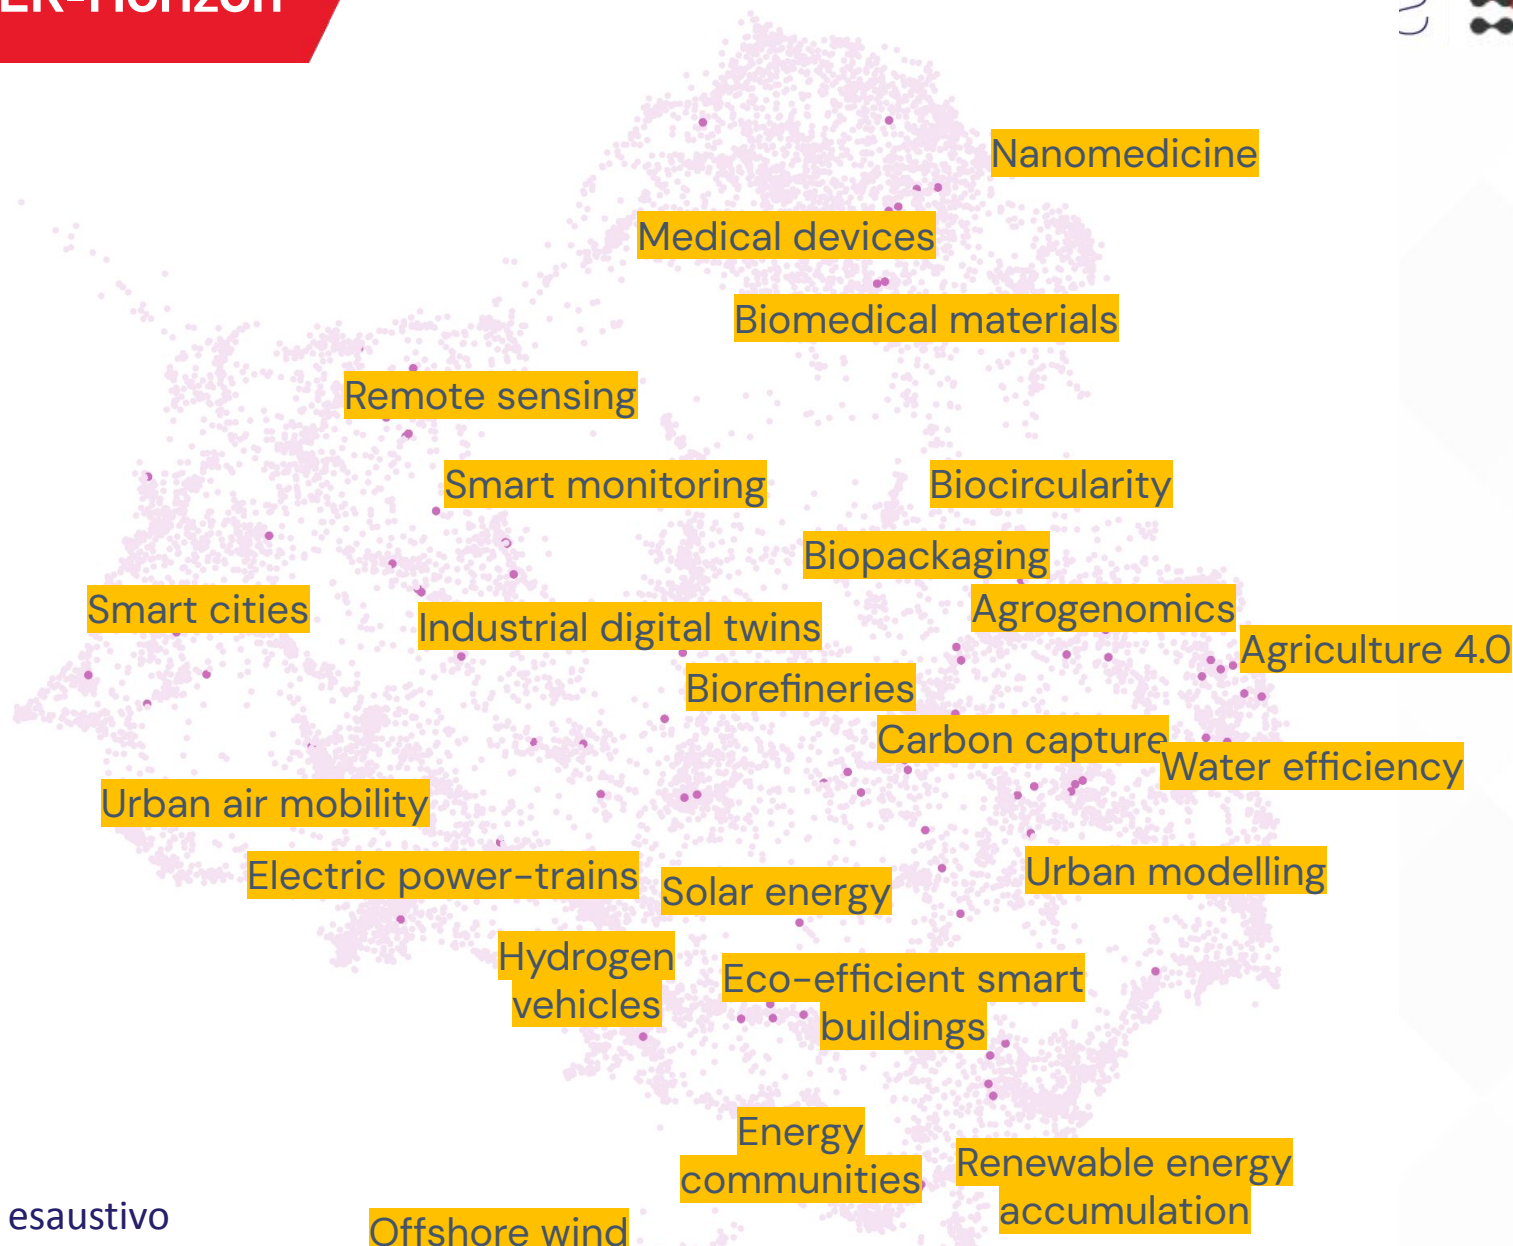 ER-Horizon
Nanomedicine
Medical devices
Biomedical materials
Remote sensing
Smart monitoring
Biocircularity
Biopackaging
Smart cities
Industrial digital twins
Agrogenomics
Agriculture 4.0
Biorefineries
Carbon capture
Water efficiency
Urban air mobility
Electric power-trains
Solar energy
Urban modelling
Hydrogen
vehicles
Eco-efficient smart
buildings
Energy
communities
Renewable energy
accumulation
esaustivo
Offshore wind